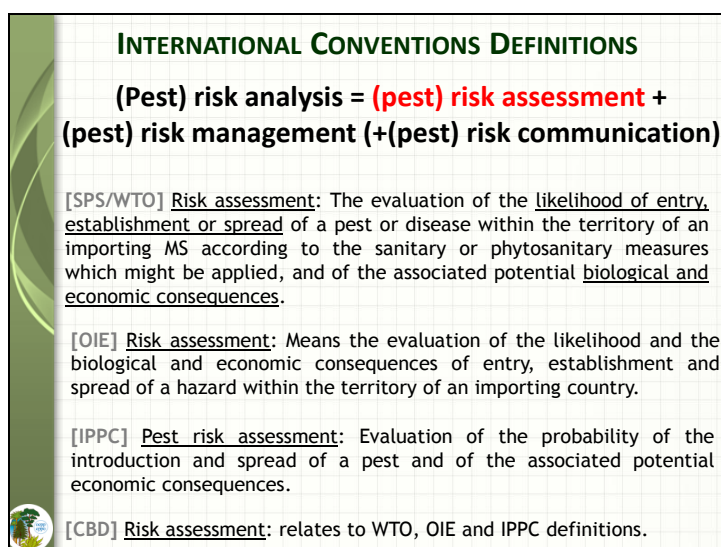 INTERNATIONAL CONVENTIONS DEFINITIONS
(Pest) risk analysis = (pest) risk assessment +
(pest) risk management (+(pest) risk communication)
[SPS/WTO] Risk assessment: The evaluation of the likelihood of entry,
establishment or spread of a pest or disease within the territory of an
importing MS according to the sanitary or phytosanitary measures
which might be applied, and of the associated potential biological and
economic consequences.
[OIE] Risk assessment: Means the evaluation of the likelihood and the
biological and economic consequences of entry, establishment and
spread of a hazard within the territory of an importing country.
[IPPC] Pest risk assessment: Evaluation of the probability of the
introduction and spread of a pest and of the associated potential
economic consequences.
[CBD] Risk assessment: relates to WTO, OIE and IPPC definitions.